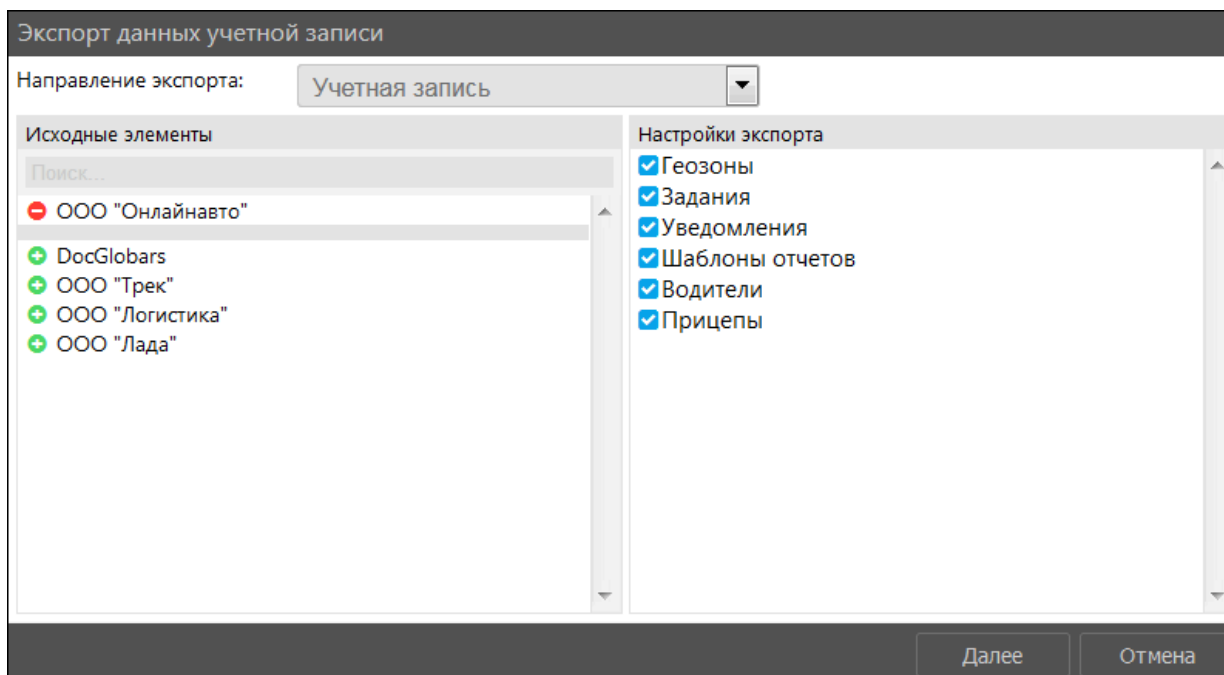 Экспорт данных учетной записи
Направление экспорта:
Учетная запись
Исходные элементы
Поиск...
ООО "Онлайнавто"
DocGlobars
ООО "Трек"
ООО "Логистика"
ООО "Лада"
Настройки экспорта
Геозоны
Задания
Уведомления
Шаблоны отчетов
Водители
Прицепы
Далее
Отмена